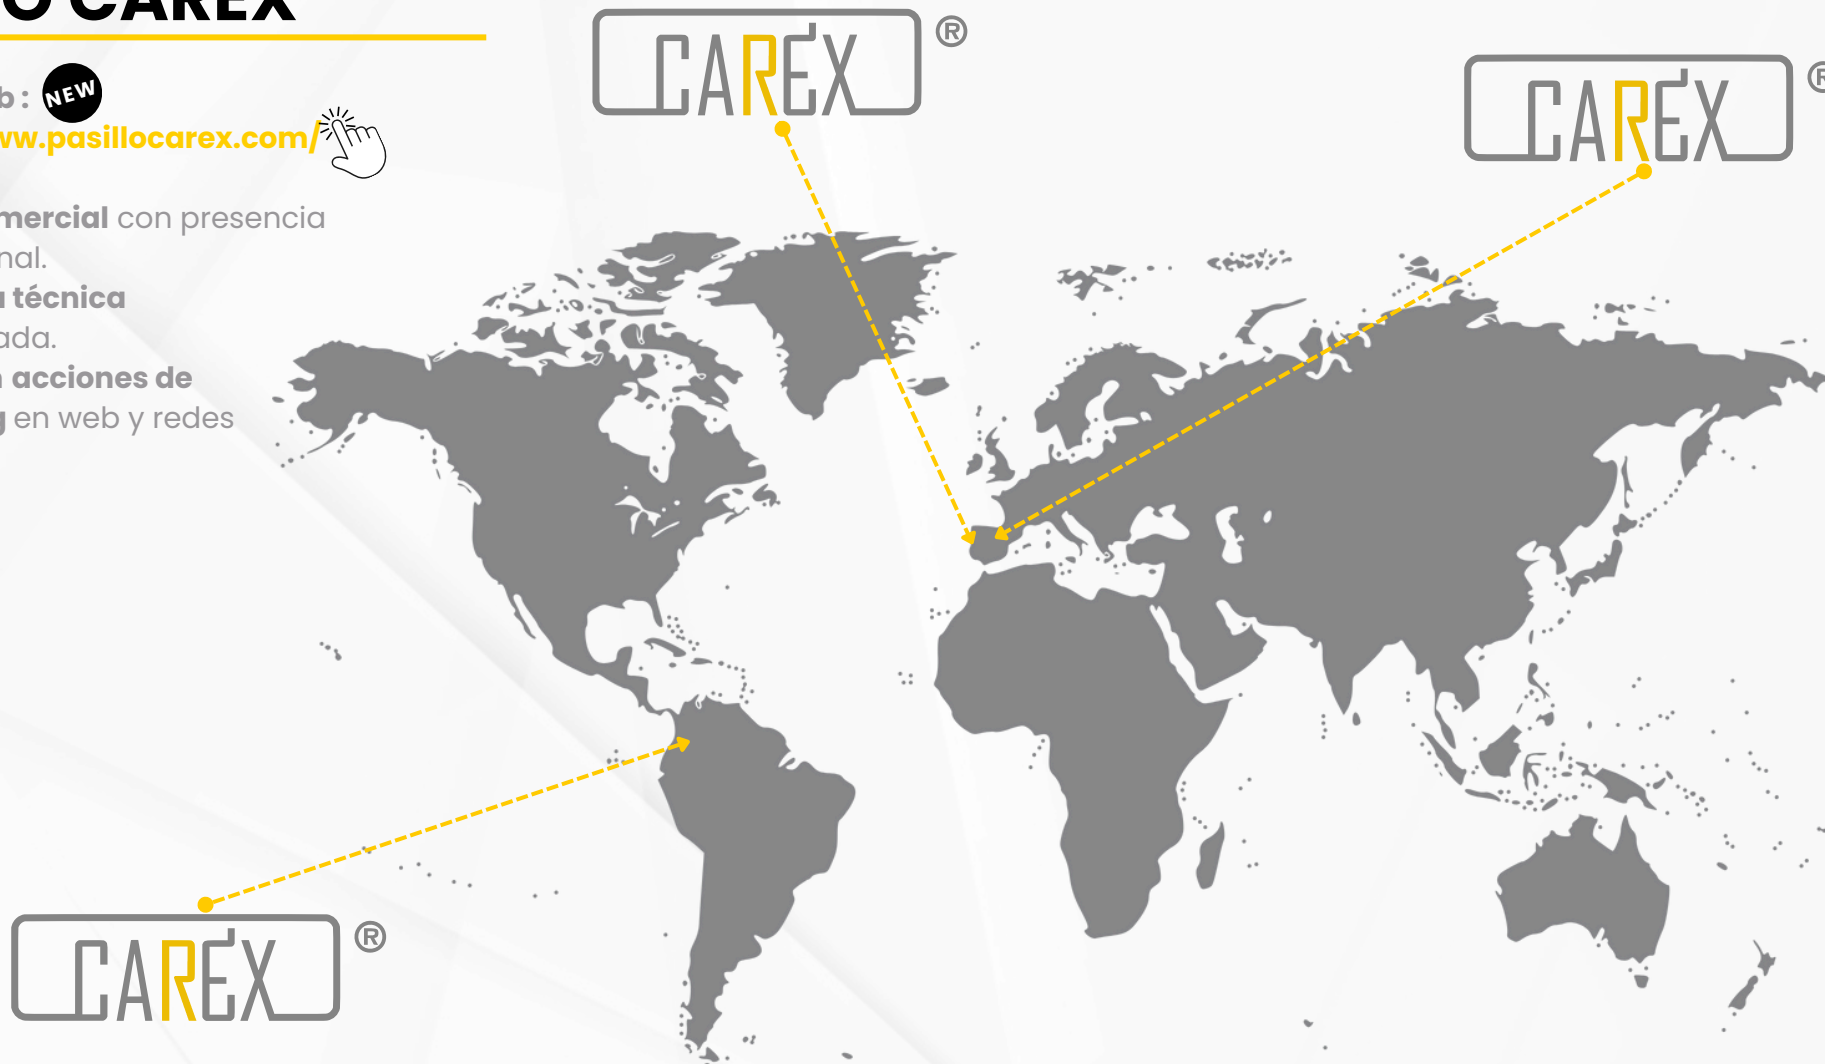 O CAREX
b : NEW
ww.pasillocarex.com/
mercial con presencia
nal.
a técnica
ada.
n acciones de
g en web y redes
CAREX ®
CAREX ®
CAREX ®